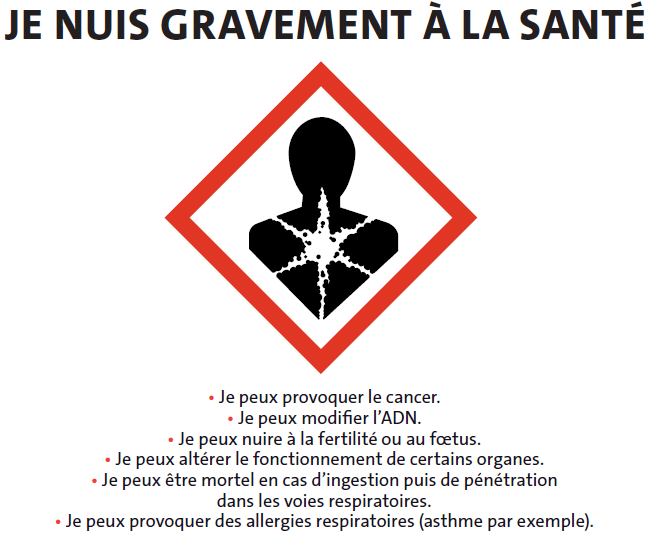 JE NUIS GRAVEMENT À LA SANTÉ
• Je peux provoquer le cancer.
• Je peux modifier l’ADN.
• Je peux nuire à la fertilité ou au fœtus.
• Je peux altérer le fonctionnement de certains organes.
• Je peux être mortel en cas d’ingestion puis de pénétration
dans les voies respiratoires.
• Je peux provoquer des allergies respiratoires (asthme par exemple).